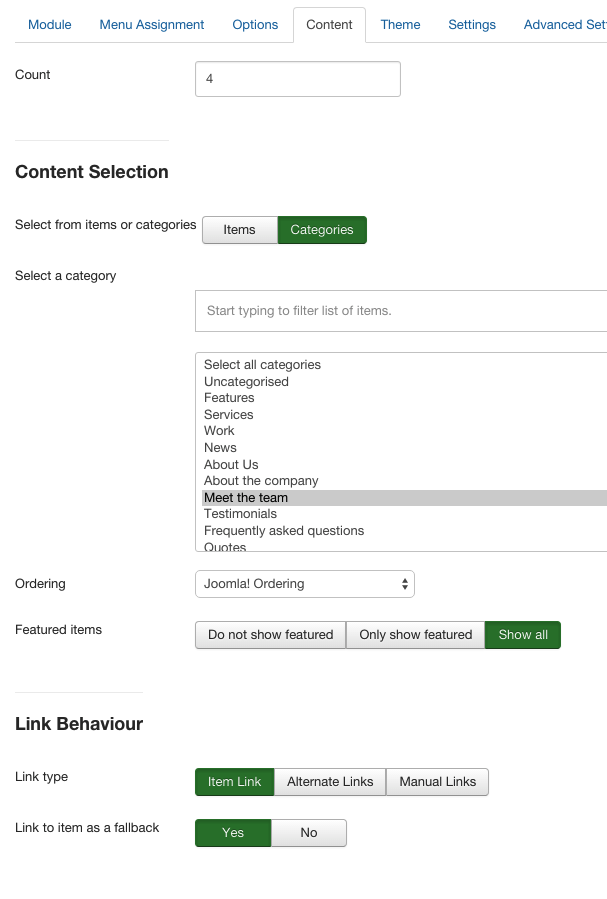 Module Menu Assignment Options Content Theme Settings Advanced Set
Count 4
Content Selection
Select from items or categories Items Categories
Select a category
Start typing to filter list of items.
Select all categories
Uncategorised
Features
Services
Work
News
About Us
About the company
Meet the team
Testimonials
Frequently asked questions
Quotes
Ordering Joomla! Ordering
Featured items Do not show featured Only show featured Show all
Link Behaviour
Link type Item Link Alternate Links Manual Links
Link to item as a fallback Yes No